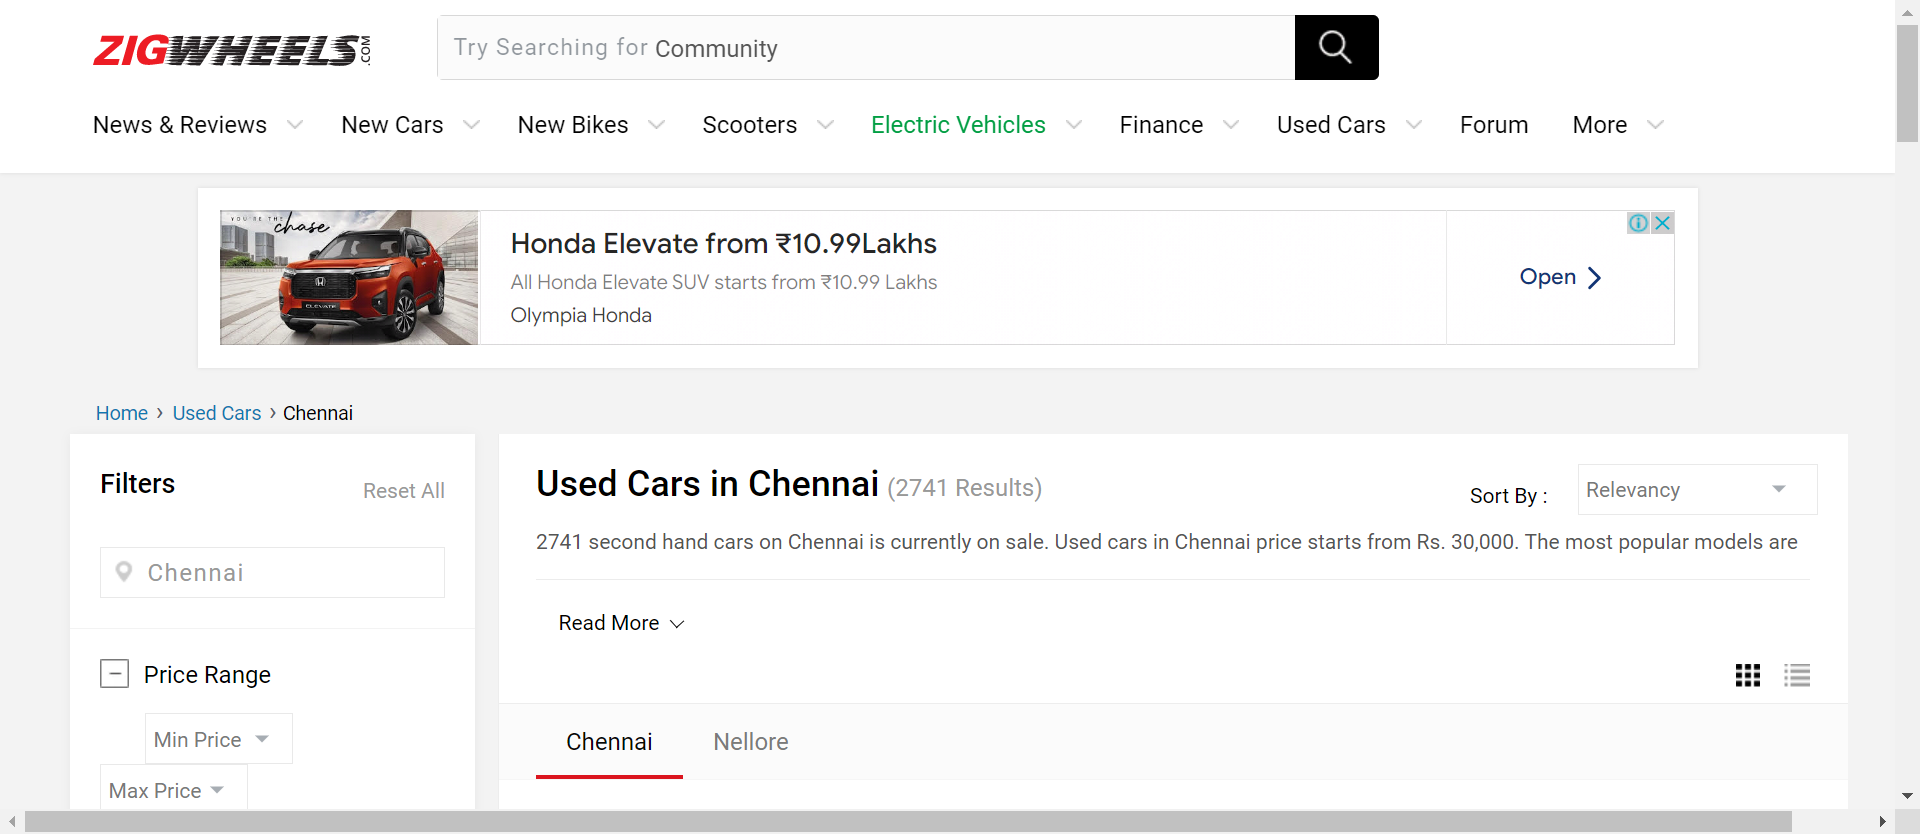 ZIGWHEELS.COM
Try Searching for Community
News & Reviews New Cars New Bikes Scooters Electric Vehicles Finance Used Cars Forum More
YOU'RE THE
chase
ELEVATE
Honda Elevate from ₹10.99Lakhs
All Honda Elevate SUV starts from ₹10.99 Lakhs
Olympia Honda
Open
Home › Used Cars › Chennai
Filters
Reset All
Chennai
Price Range
Min Price
Max Price
Used Cars in Chennai (2741 Results)
Sort By :
Relevancy
2741 second hand cars on Chennai is currently on sale. Used cars in Chennai price starts from Rs. 30,000. The most popular models are
Read More
Chennai Nellore